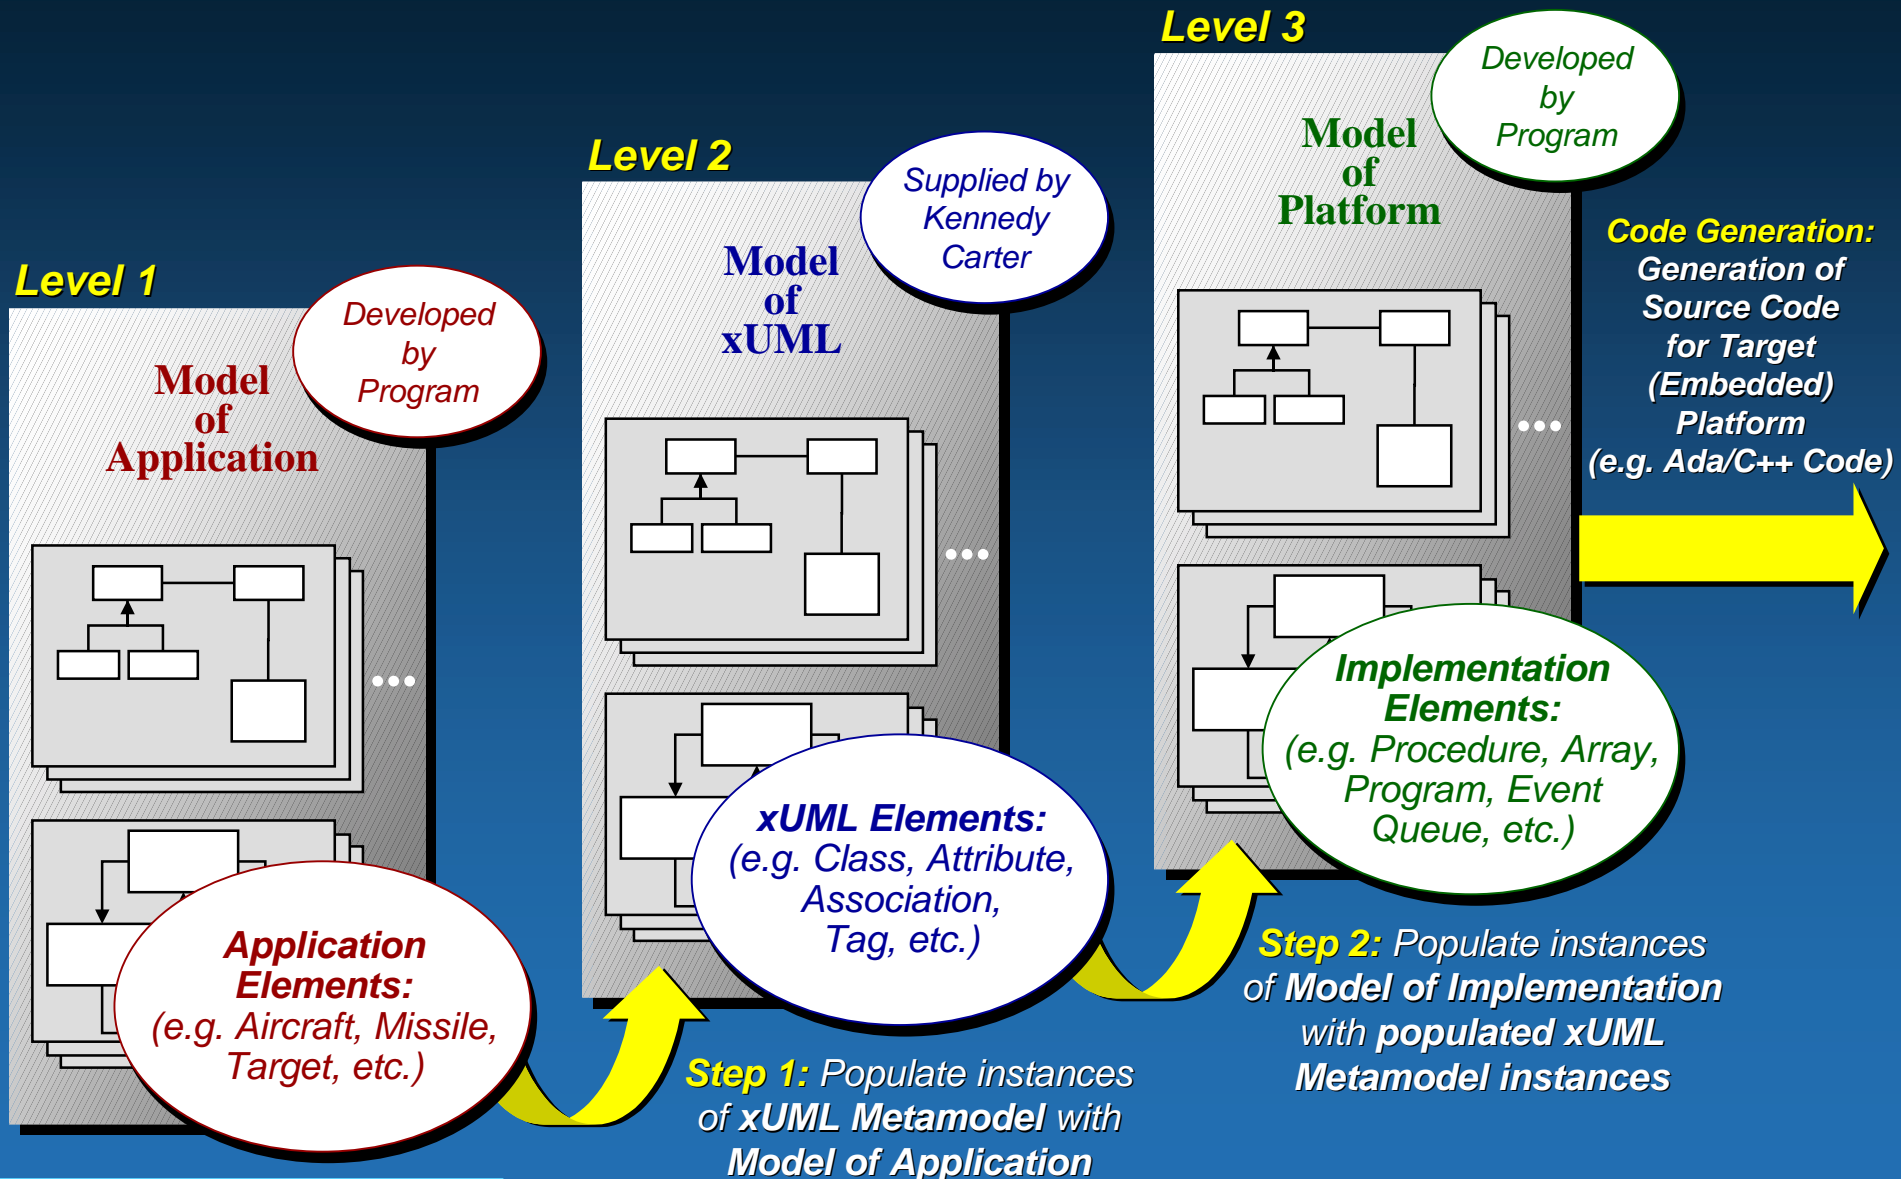 Level 1
Developed
by
Program
Model
of
Application
Application
Elements:
(e.g. Aircraft, Missile,
Target, etc.)
Step 1: Populate instances
of xUML Metamodel with
Model of Application
Level 2
Supplied by
Kennedy
Carter
Model
of
xUML
xUML Elements:
(e.g. Class, Attribute,
Association,
Tag, etc.)
Step 2: Populate instances
of Model of Implementation
with populated xUML
Metamodel instances
Level 3
Developed
by
Program
Model
of
Platform
Implementation
Elements:
(e.g. Procedure, Array,
Program, Event
Queue, etc.)
Code Generation:
Generation of
Source Code
for Target
(Embedded)
Platform
(e.g. Ada/C++ Code)